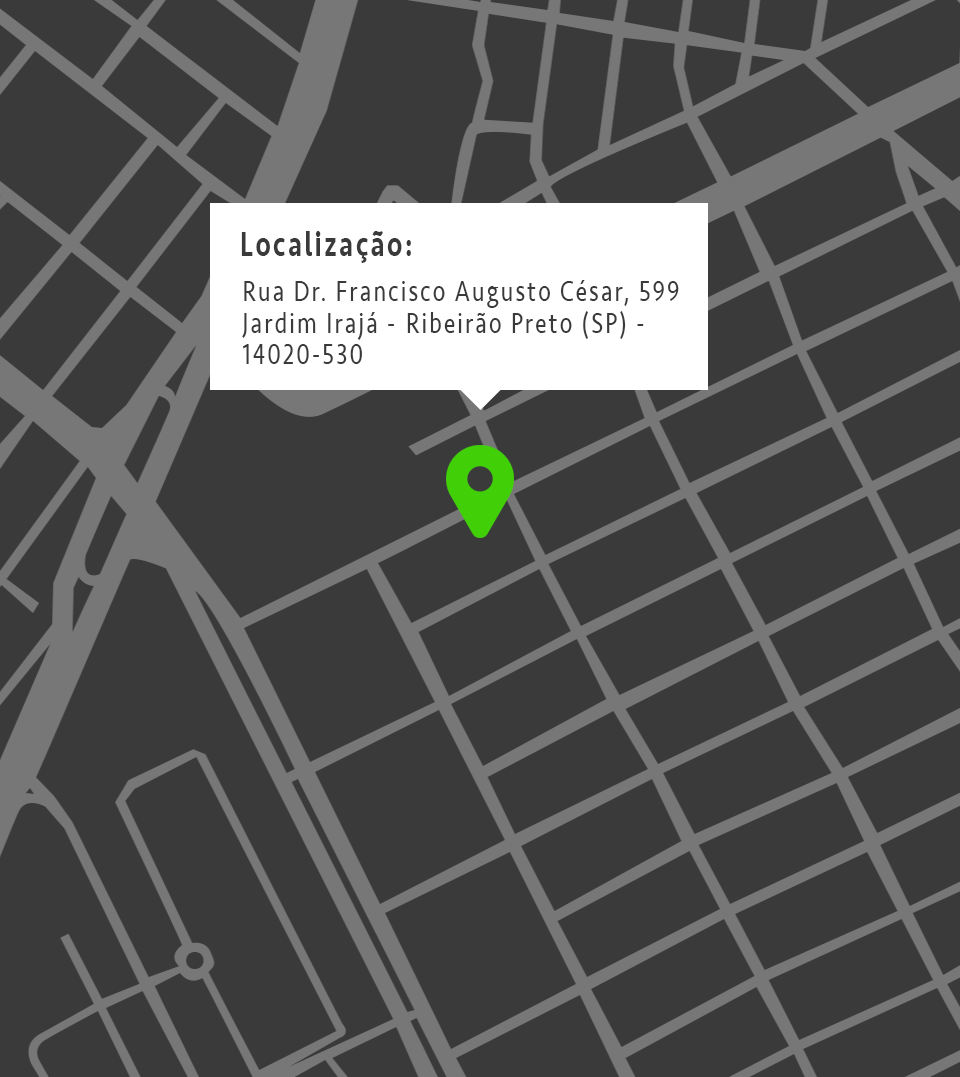 Localização:
Rua Dr. Francisco Augusto César, 599
Jardim Irajá - Ribeirão Preto (SP) -
14020-530